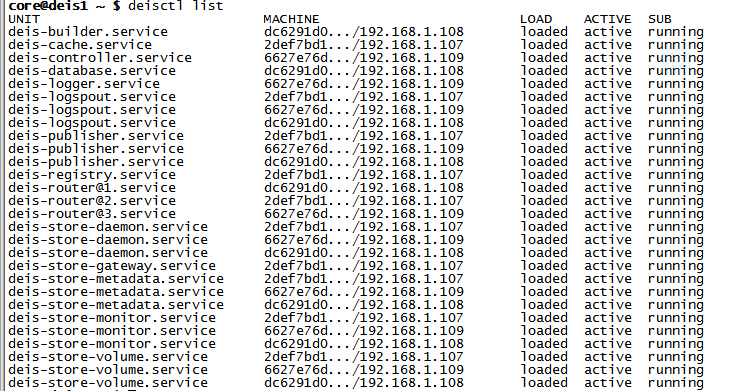 core@deis1 ~ $ deisctl list
UNIT MACHINE LOAD ACTIVE SUB
deis-builder.service dc6291d0.../192.168.1.108 loaded active running
deis-cache.service 2def7bd1.../192.168.1.107 loaded active running
deis-controller.service 6627e76d.../192.168.1.109 loaded active running
deis-database.service dc6291d0.../192.168.1.108 loaded active running
deis-logger.service 6627e76d.../192.168.1.109 loaded active running
deis-logspout.service 2def7bd1.../192.168.1.107 loaded active running
deis-logspout.service 6627e76d.../192.168.1.109 loaded active running
deis-logspout.service dc6291d0.../192.168.1.108 loaded active running
deis-publisher.service 2def7bd1.../192.168.1.107 loaded active running
deis-publisher.service 6627e76d.../192.168.1.109 loaded active running
deis-publisher.service dc6291d0.../192.168.1.108 loaded active running
deis-registry.service 2def7bd1.../192.168.1.107 loaded active running
deis-router@1.service dc6291d0.../192.168.1.108 loaded active running
deis-router@2.service 2def7bd1.../192.168.1.107 loaded active running
deis-router@3.service 6627e76d.../192.168.1.109 loaded active running
deis-store-daemon.service 2def7bd1.../192.168.1.107 loaded active running
deis-store-daemon.service 6627e76d.../192.168.1.109 loaded active running
deis-store-daemon.service dc6291d0.../192.168.1.108 loaded active running
deis-store-gateway.service 2def7bd1.../192.168.1.107 loaded active running
deis-store-metadata.service 2def7bd1.../192.168.1.107 loaded active running
deis-store-metadata.service 6627e76d.../192.168.1.109 loaded active running
deis-store-metadata.service dc6291d0.../192.168.1.108 loaded active running
deis-store-monitor.service 2def7bd1.../192.168.1.107 loaded active running
deis-store-monitor.service 6627e76d.../192.168.1.109 loaded active running
deis-store-monitor.service dc6291d0.../192.168.1.108 loaded active running
deis-store-volume.service 2def7bd1.../192.168.1.107 loaded active running
deis-store-volume.service 6627e76d.../192.168.1.109 loaded active running
deis-store-volume.service dc6291d0.../192.168.1.108 loaded active running